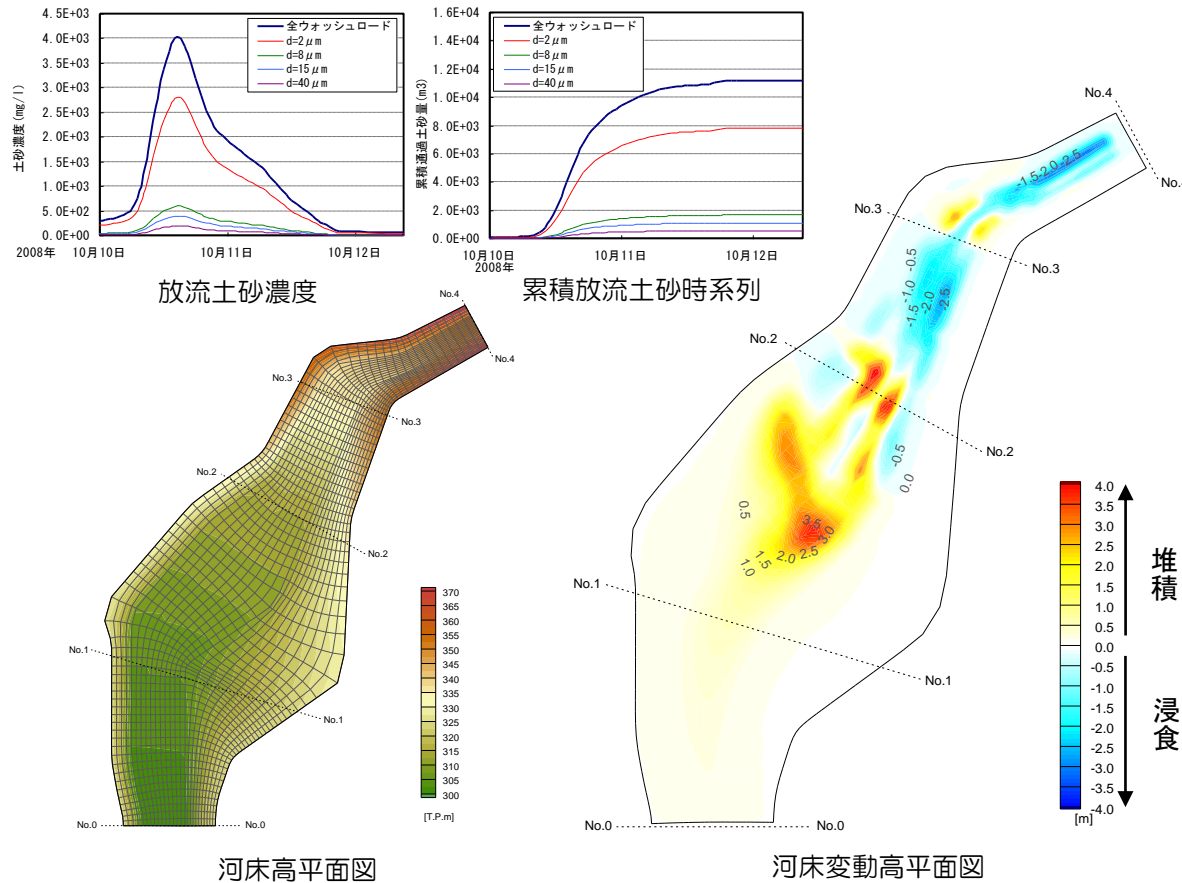 土砂濃度(mg/l)
4.5E+03
4.0E+03
3.5E+03
3.0E+03
2.5E+03
2.0E+03
1.5E+03
1.0E+03
5.0E+02
0.0E+00
全ウォッシュロード
d=2μm
d=8μm
d=15μm
d=40μm
10月10日
10月11日
10月12日
2008年
放流土砂濃度
累積通過土砂量(m3)
1.6E+04
1.4E+04
1.2E+04
1.0E+04
8.0E+03
6.0E+03
4.0E+03
2.0E+03
0.0E+00
全ウォッシュロード
d=2μm
d=8μm
d=15μm
d=40μm
10月10日
10月11日
10月12日
2008年
累積放流土砂時系列
No.4
No.4
No.3
No.3
No.2
No.2
No.1
No.1
No.0
No.0
370
365
360
355
345
340
335
330
325
320
315
310
305
300
[T.P.m]
河床高平面図
No.4
No.3
No.3
No.2
No.2
No.1
No.1
No.0
No.0
-1.5
-2.0
-2.5
-0.5
-1.0
-1.5
-2.0
-2.5
-0.5
0.0
0.5
1.0
1.5
2.0
2.5
3.0
3.5
4.0
3.5
3.0
2.5
2.0
1.5
1.0
0.5
0.0
-0.5
-1.0
-1.5
-2.0
-2.5
-3.0
-3.5
-4.0
[m]
堆積
浸食
河床変動高平面図